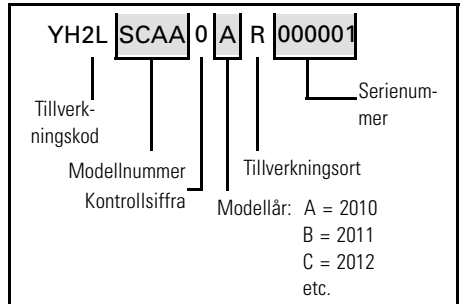 YH2L SCAA 0 A R 000001
Tillverk-
ningskod
Serienum-
mer
Modellnummer
Tillverkningsort
Kontrollsiffra
Modellår: A = 2010
B = 2011
C = 2012
etc.